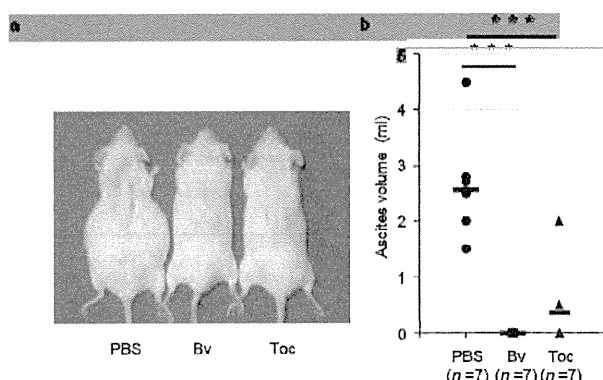 a
b
***
***
5
4
3
2
1
0
Ascites volume (ml)
PBS Bv Toc
PBS Bv Toc
(n=7) (n=7) (n=7)